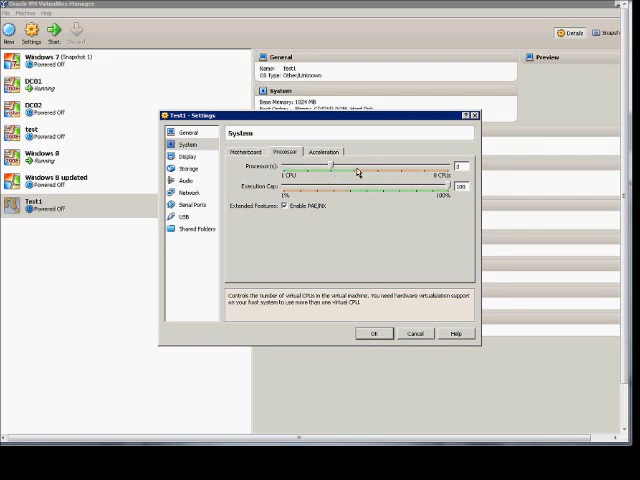 Oracle VM VirtualBox Manager
File Machine Help
New Settings Start Discard
Details Snapsh
Windows 7 (Snapshot 1)
Powered Off
DC01
Running
DC02
Powered Off
test
Powered Off
Windows 8
Running
Windows 8 updated
Powered Off
Test1
Powered Off
General
Name: Test1
OS Type: Other/Unknown
System
Base Memory: 1024 MB
Preview
Test1 - Settings
General
System
Display
Storage
Audio
Network
Serial Ports
USB
Shared Folders
System
Motherboard Processor Acceleration
Processor(s): 3
1 CPU 8 CPUs
Execution Cap: 100
1% 100%
Extended Features: Enable PAE/NX
Controls the number of virtual CPUs in the virtual machine. You need hardware virtualization support
on your host system to use more than one virtual CPU.
OK Cancel Help